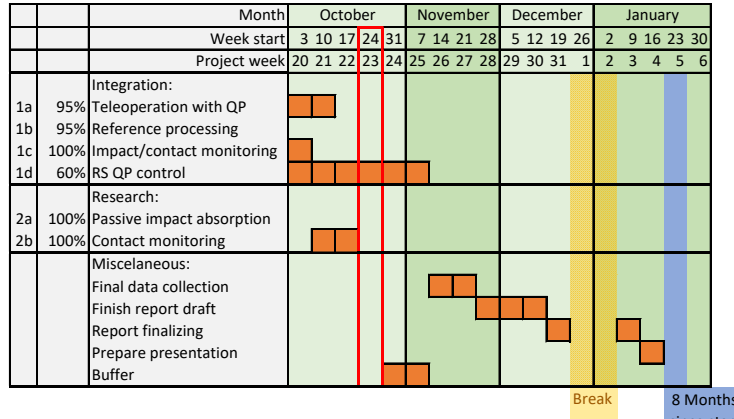 Month October November December January
Week start 3 10 17 24 31 7 14 21 28 5 12 19 26 2 9 16 23 30
Project week 20 21 22 23 24 25 26 27 28 29 30 31 1 2 3 4 5 6
Integration:
1a 95% Teleoperation with QP
1b 95% Reference processing
1c 100% Impact/contact monitoring
1d 60% RS QP control
Research:
2a 100% Passive impact absorption
2b 100% Contact monitoring
Miscellaneous:
Final data collection
Finish report draft
Report finalizing
Prepare presentation
Buffer
Break 8 Months